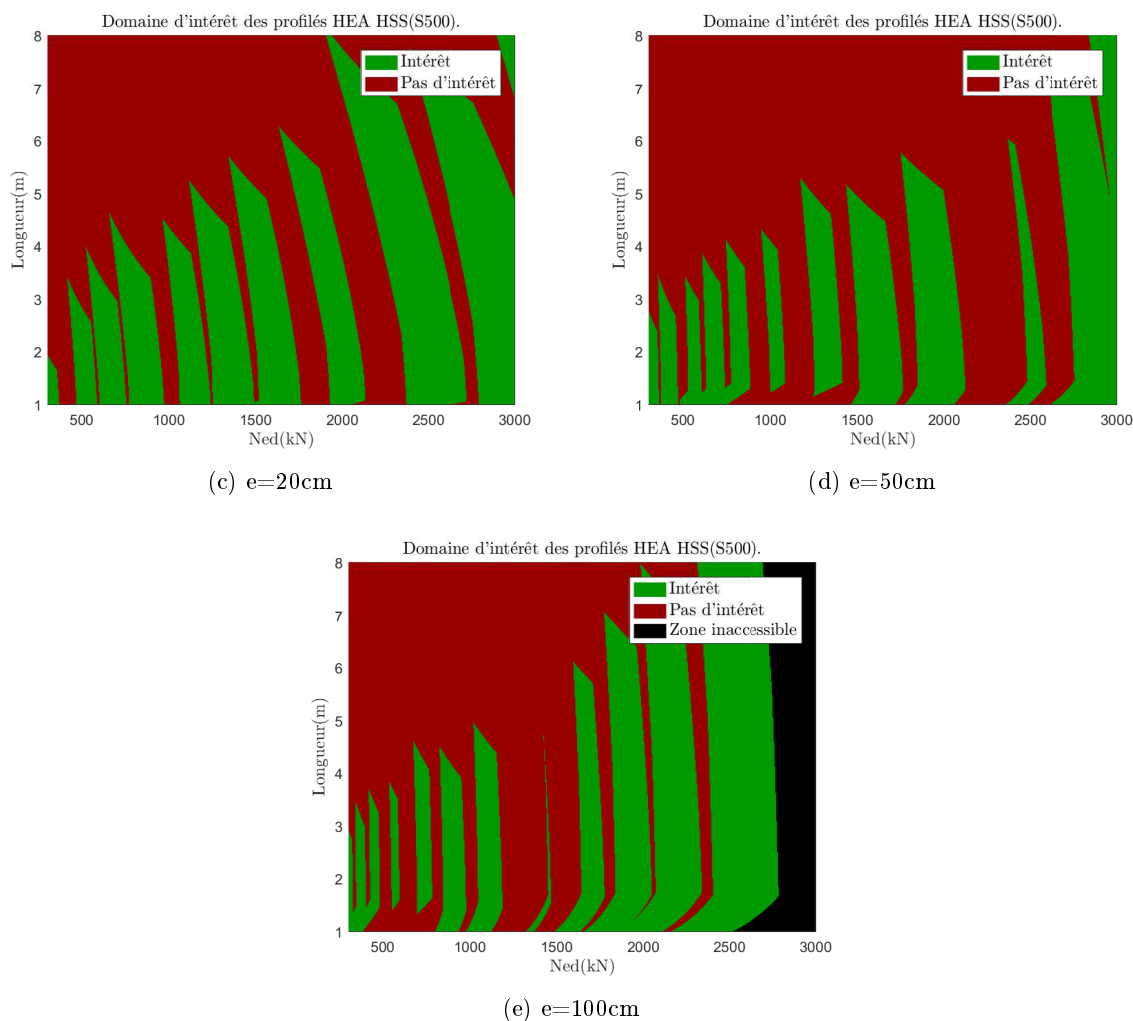 Domaine d'intérêt des profilés HEA HSS(S500).
Intérêt
Pas d'intérêt
8
7
6
5
4
3
2
1
Longueur(m)
500 1000 1500 2000 2500 3000
Ned(kN)
(c) e=20cm
Domaine d'intérêt des profilés HEA HSS(S500).
Intérêt
Pas d'intérêt
8
7
6
5
4
3
2
1
Longueur(m)
500 1000 1500 2000 2500 3000
Ned(kN)
(d) e=50cm
Domaine d'intérêt des profilés HEA HSS(S500).
Intérêt
Pas d'intérêt
Zone inaccessible
8
7
6
5
4
3
2
1
Longueur(m)
500 1000 1500 2000 2500 3000
Ned(kN)
(e) e=100cm